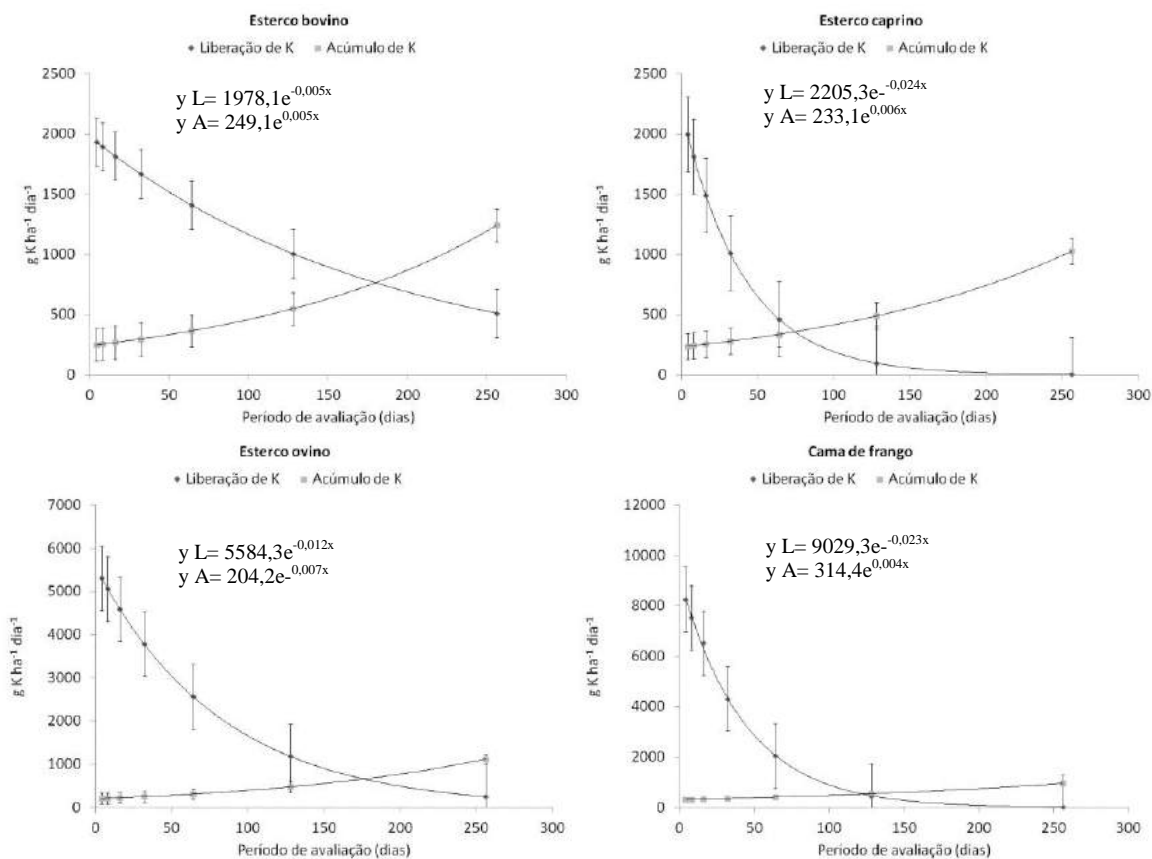 Esterco bovino
Liberação de K Acúmulo de K
y L= 1978,1e-0,005x
y A= 249,1e0,005x
2500
2000
1500
1000
500
0
g K ha-1 dia-1
0 50 100 150 200 250 300
Período de avaliação (dias)
Esterco caprino
Liberação de K Acúmulo de K
y L= 2205,3e--0,024x
y A= 233,1e0,006x
2500
2000
1500
1000
500
0
g K ha-1 dia-1
0 50 100 150 200 250 300
Período de avaliação (dias)
Esterco ovino
Liberação de K Acúmulo de K
y L= 5584,3e-0,012x
y A= 204,2e-0,007x
7000
6000
5000
4000
3000
2000
1000
0
g K ha-1 dia-1
0 50 100 150 200 250 300
Período de avaliação (dias)
Cama de frango
Liberação de K Acúmulo de K
y L= 9029,3e--0,023x
y A= 314,4e0,004x
12000
10000
8000
6000
4000
2000
0
g K ha-1 dia-1
0 50 100 150 200 250 300
Período de avaliação (dias)